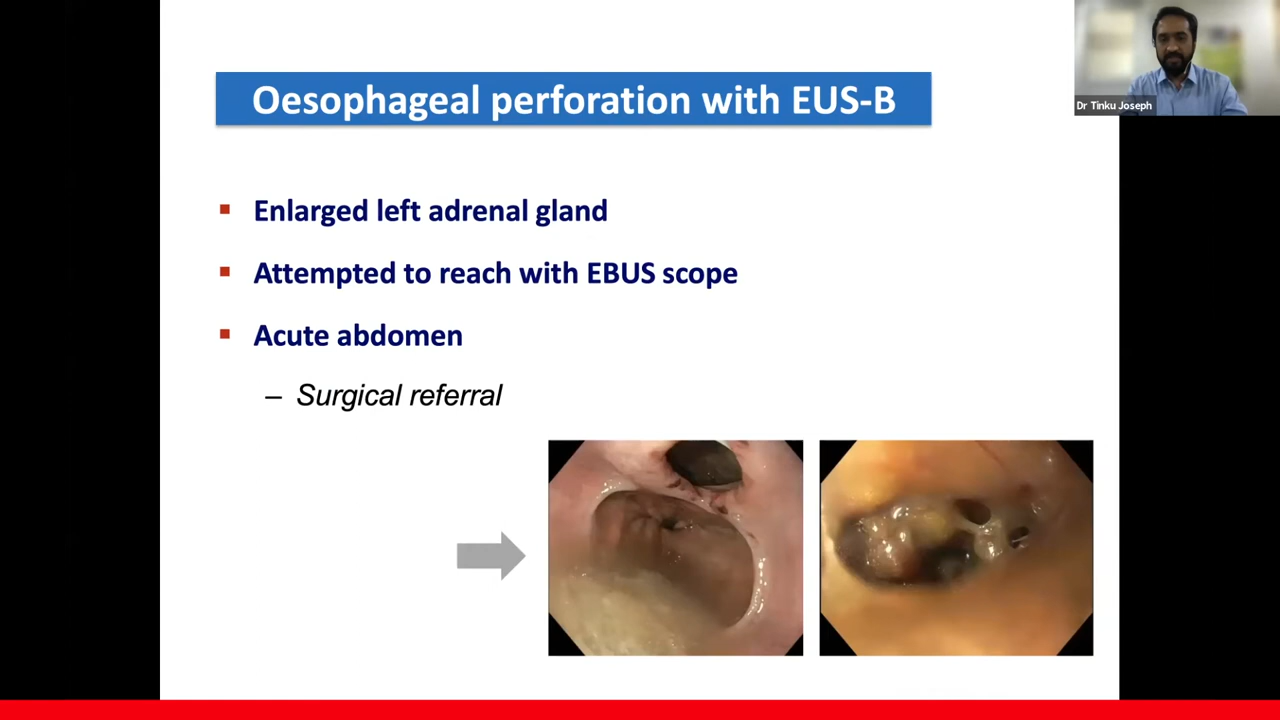 Oesophageal perforation with EUS-B
Dr Tinku Joseph
Enlarged left adrenal gland
Attempted to reach with EBUS scope
Acute abdomen
– Surgical referral